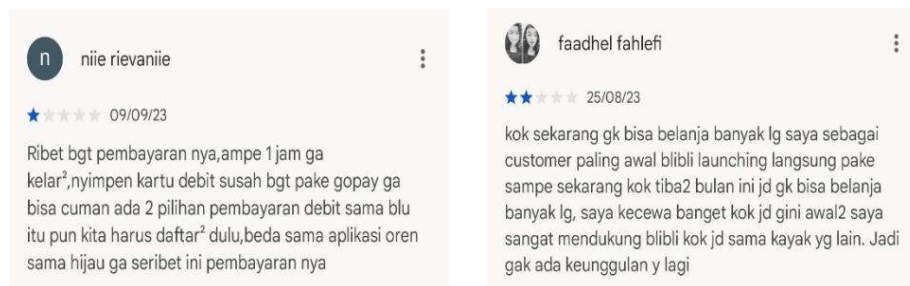 n niie rievaniie
09/09/23
Ribet bgt pembayaran nya,ampe 1 jam ga
kelar²,nyimpen kartu debit susah bgt pake gopay ga
bisa cuman ada 2 pilihan pembayaran debit sama blu
itu pun kita harus daftar² dulu,beda sama aplikasi oren
sama hijau ga seribet ini pembayaran nya
faadhel fahlefi
25/08/23
kok sekarang gk bisa belanja banyak lg saya sebagai
customer paling awal blibli launching langsung pake
sampe sekarang kok tiba2 bulan ini jd gk bisa belanja
banyak lg, saya kecewa banget kok jd gini awal2 saya
sangat mendukung blibli kok jd sama kayak yg lain. Jadi
gak ada keunggulan y lagi